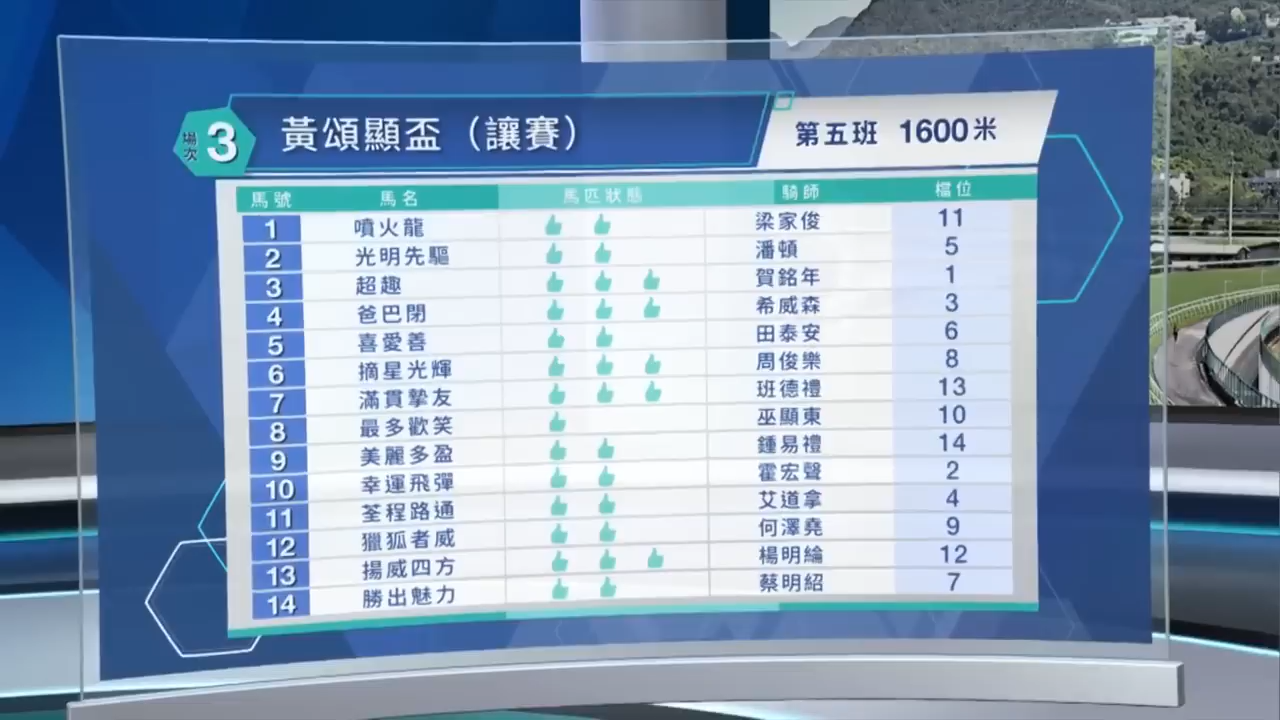 場次 3 黃頌顯盃（讓賽） 第五班 1600米
馬號 馬名 馬匹狀態 騎師 檔位
1 噴火龍 梁家俊 11
2 光明先驅 潘頓 5
3 超趣 賀銘年 1
4 爸巴閉 希威森 3
5 喜愛善 田泰安 6
6 摘星光輝 周俊樂 8
7 滿貫摯友 班德禮 13
8 最多歡笑 巫顯東 10
9 美麗多盈 鍾易禮 14
10 幸運飛彈 霍宏聲 2
11 荃程路通 艾道拿 4
12 獵狐者威 何澤堯 9
13 揚威四方 楊明綸 12
14 勝出魅力 蔡明紹 7